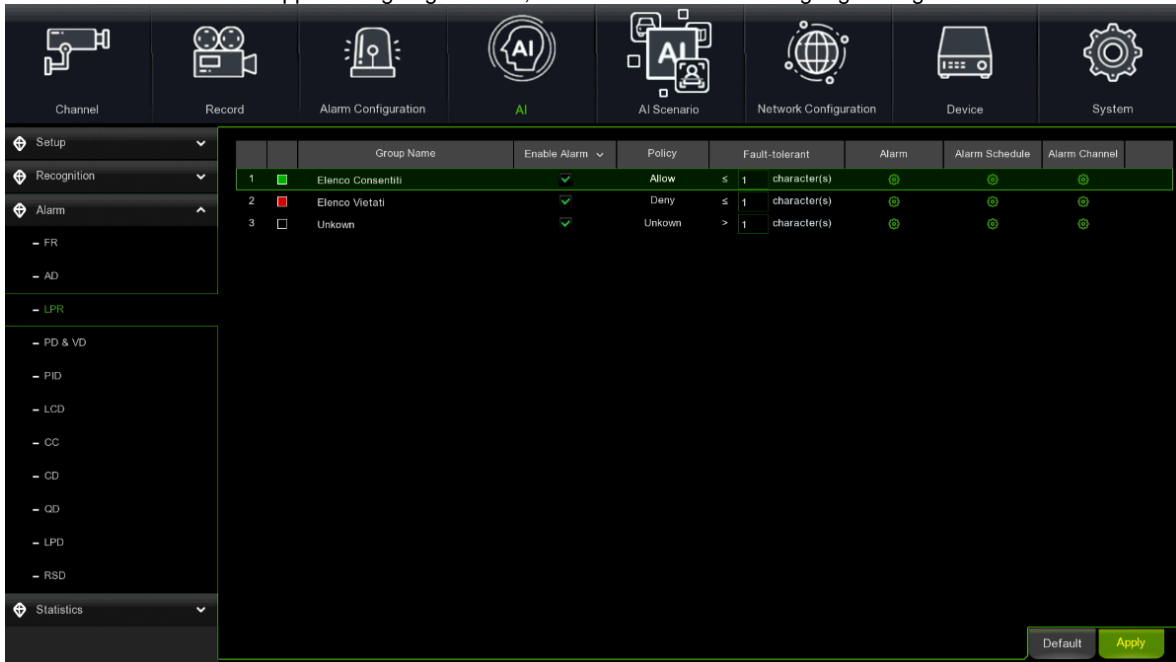 Channel Record Alarm Configuration AI AI Scenario Network Configuration Device System
Setup
Recognition
Alarm
– FR
– AD
– LPR
– PD & VD
– PID
– LCD
– CC
– CD
– QD
– LPD
– RSD
Statistics
Group Name Enable Alarm Policy Fault-tolerant Alarm Alarm Schedule Alarm Channel
1 Elenco Consentiti Allow ≤ 1 character(s)
2 Elenco Vietati Deny ≤ 1 character(s)
3 Unkown Unkown > 1 character(s)
Default Apply